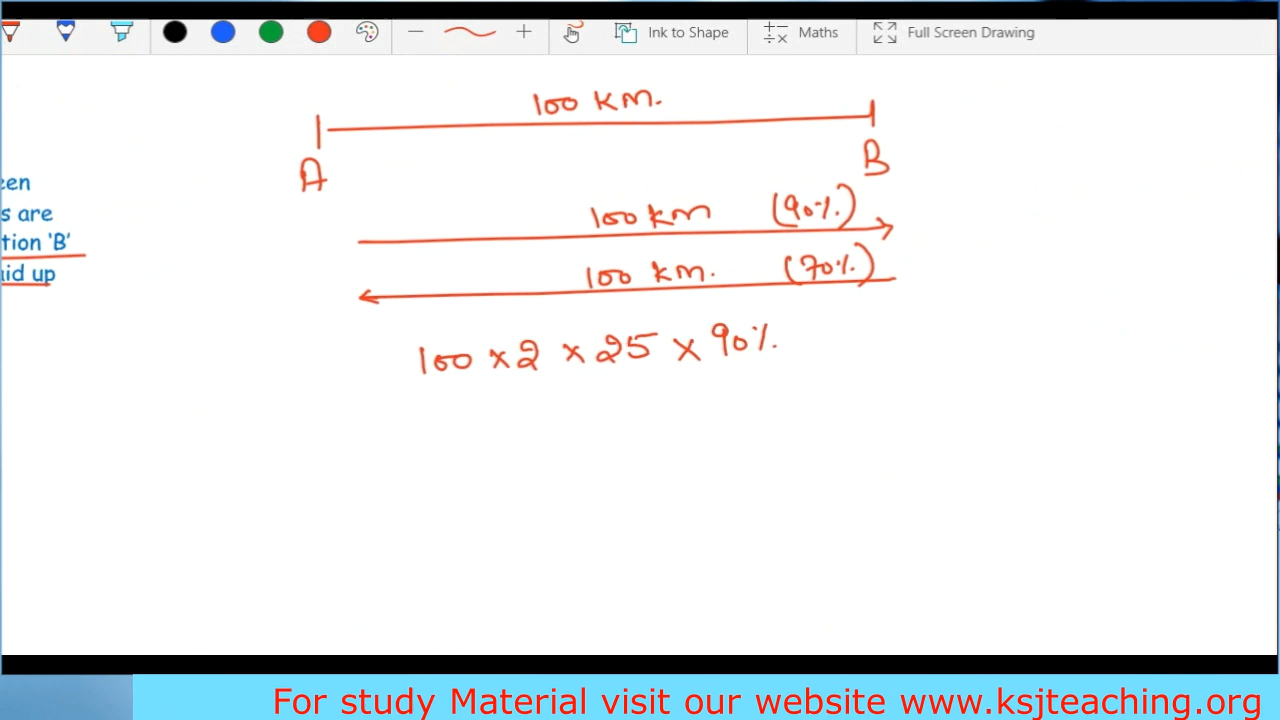 Ink to Shape Maths Full Screen Drawing
100 km.
A B
een
s are
tion 'B'
id up
100 km (90%)
100 km. (70%)
100 x 2 x 25 x 90%
For study Material visit our website www.ksjteaching.org